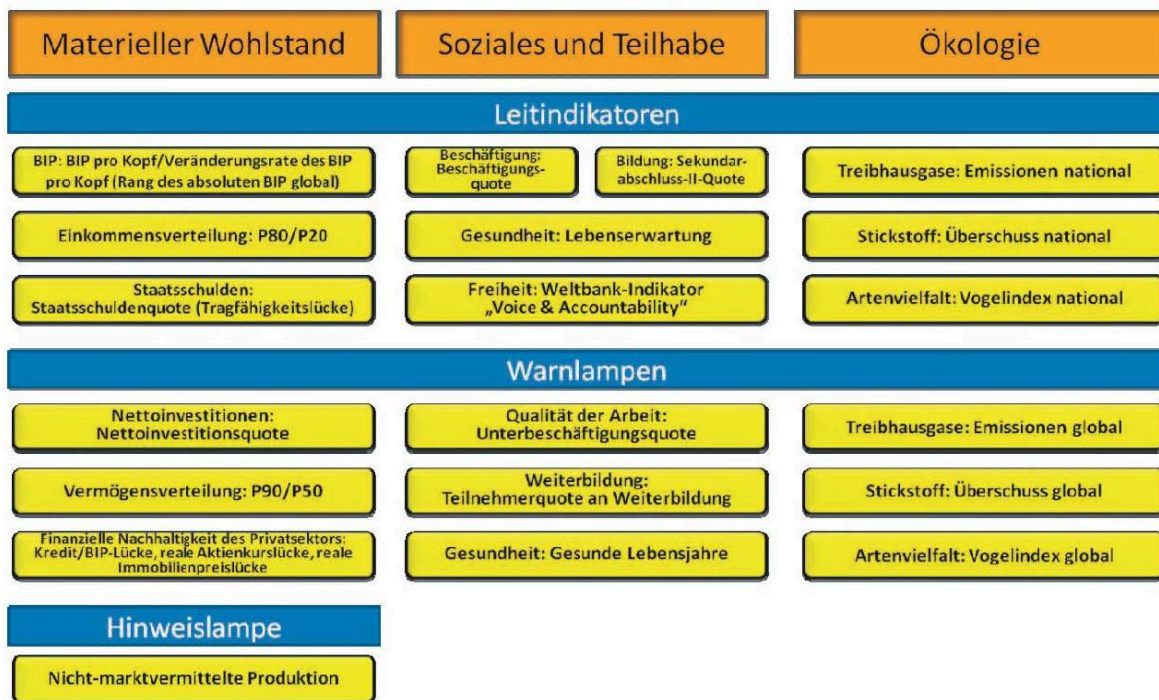 Materieller Wohlstand
Soziales und Teilhabe
Ökologie
Leitindikatoren
BIP: BIP pro Kopf/Veränderungsrate des BIP
pro Kopf (Rang des absoluten BIP global)
Beschäftigung:
Beschäftigungs-
quote
Bildung: Sekundar-
abschluss-II-Quote
Treibhausgase: Emissionen national
Einkommensverteilung: P80/P20
Gesundheit: Lebenserwartung
Stickstoff: Überschuss national
Staatsschulden:
Staatsschuldenquote (Tragfähigkeitslücke)
Freiheit: Weltbank-Indikator
„Voice & Accountability“
Artenvielfalt: Vogelindex national
Warnlampen
Nettoinvestitionen:
Nettoinvestitionsquote
Qualität der Arbeit:
Unterbeschäftigungsquote
Treibhausgase: Emissionen global
Vermögensverteilung: P90/P50
Weiterbildung:
Teilnehmerquote an Weiterbildung
Stickstoff: Überschuss global
Finanzielle Nachhaltigkeit des Privatsektors:
Kredit/BIP-Lücke, reale Aktienkurslücke, reale
Immobilienpreislücke
Gesundheit: Gesunde Lebensjahre
Artenvielfalt: Vogelindex global
Hinweislampe
Nicht-marktvermittelte Produktion